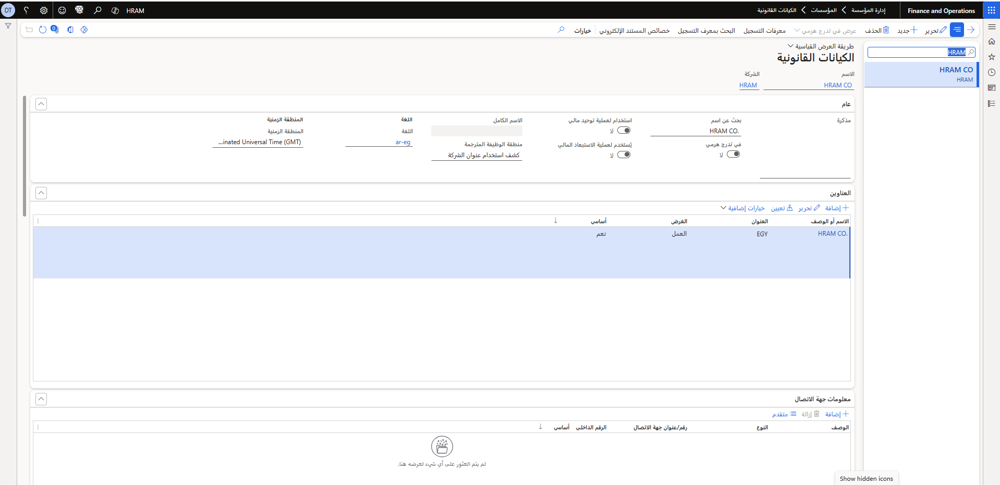 Finance and Operations
إدارة المؤسسة > المؤسسات > الكيانات القانونية
HRAM
200
DT
تحرير
جديد
الحذف
عرض في تدرج هرمي
معرفات التسجيل
البحث بمعرف التسجيل
خصائص المستند الإلكتروني
خيارات
0
HRAM
HRAM CO
HRAM
طريقة العرض القياسية
الكيانات القانونية
الاسم
الشركة
HRAM CO
HRAM
عام
مذكرة
بحث عن اسم
HRAM CO.
في تدرج هرمي
لا
استخدام لعملية توحيد مالي
لا
يُستخدم لعملية الاستبعاد المالي
لا
الاسم الكامل
منطقة الوظيفة المترجمة
كشف استخدام عنوان الشركة
اللغة
اللغة
ar-eg
المنطقة الزمنية
المنطقة الزمنية
...inated Universal Time (GMT)
العناوين
إضافة
تحرير
تعيين
خيارات إضافية
الاسم أو الوصف
العنوان
الغرض
أساسي
HRAM CO.
EGY
العمل
نعم
معلومات جهة الاتصال
إضافة
إزالة
متقدم
الوصف
النوع
رقم/عنوان جهة الاتصال
الرقم الداخلي
أساسي
لم يتم العثور على أي شيء لعرضه هنا.
Show hidden icons